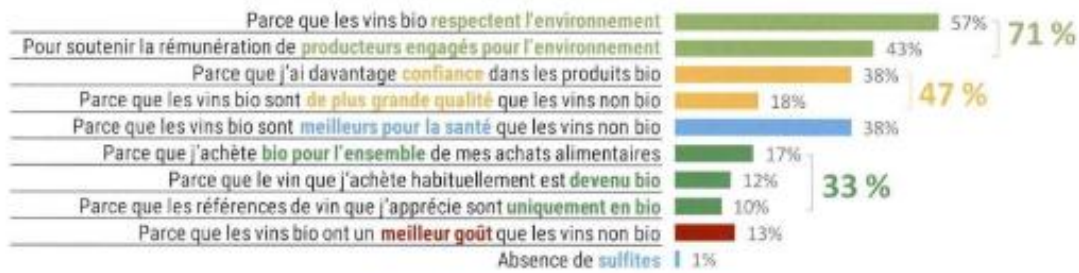 Parce que les vins bio respectent l'environnement 57%
Pour soutenir la rémunération de producteurs engagés pour l'environnement 43%
71 %
Parce que j'ai davantage confiance dans les produits bio 38%
Parce que les vins bio sont de plus grande qualité que les vins non bio 18%
47 %
Parce que les vins bio sont meilleurs pour la santé que les vins non bio 38%
Parce que j'achète bio pour l'ensemble de mes achats alimentaires 17%
Parce que le vin que j'achète habituellement est devenu bio 12%
33 %
Parce que les références de vin que j'apprécie sont uniquement en bio 10%
Parce que les vins bio ont un meilleur goût que les vins non bio 13%
Absence de sulfites 1%